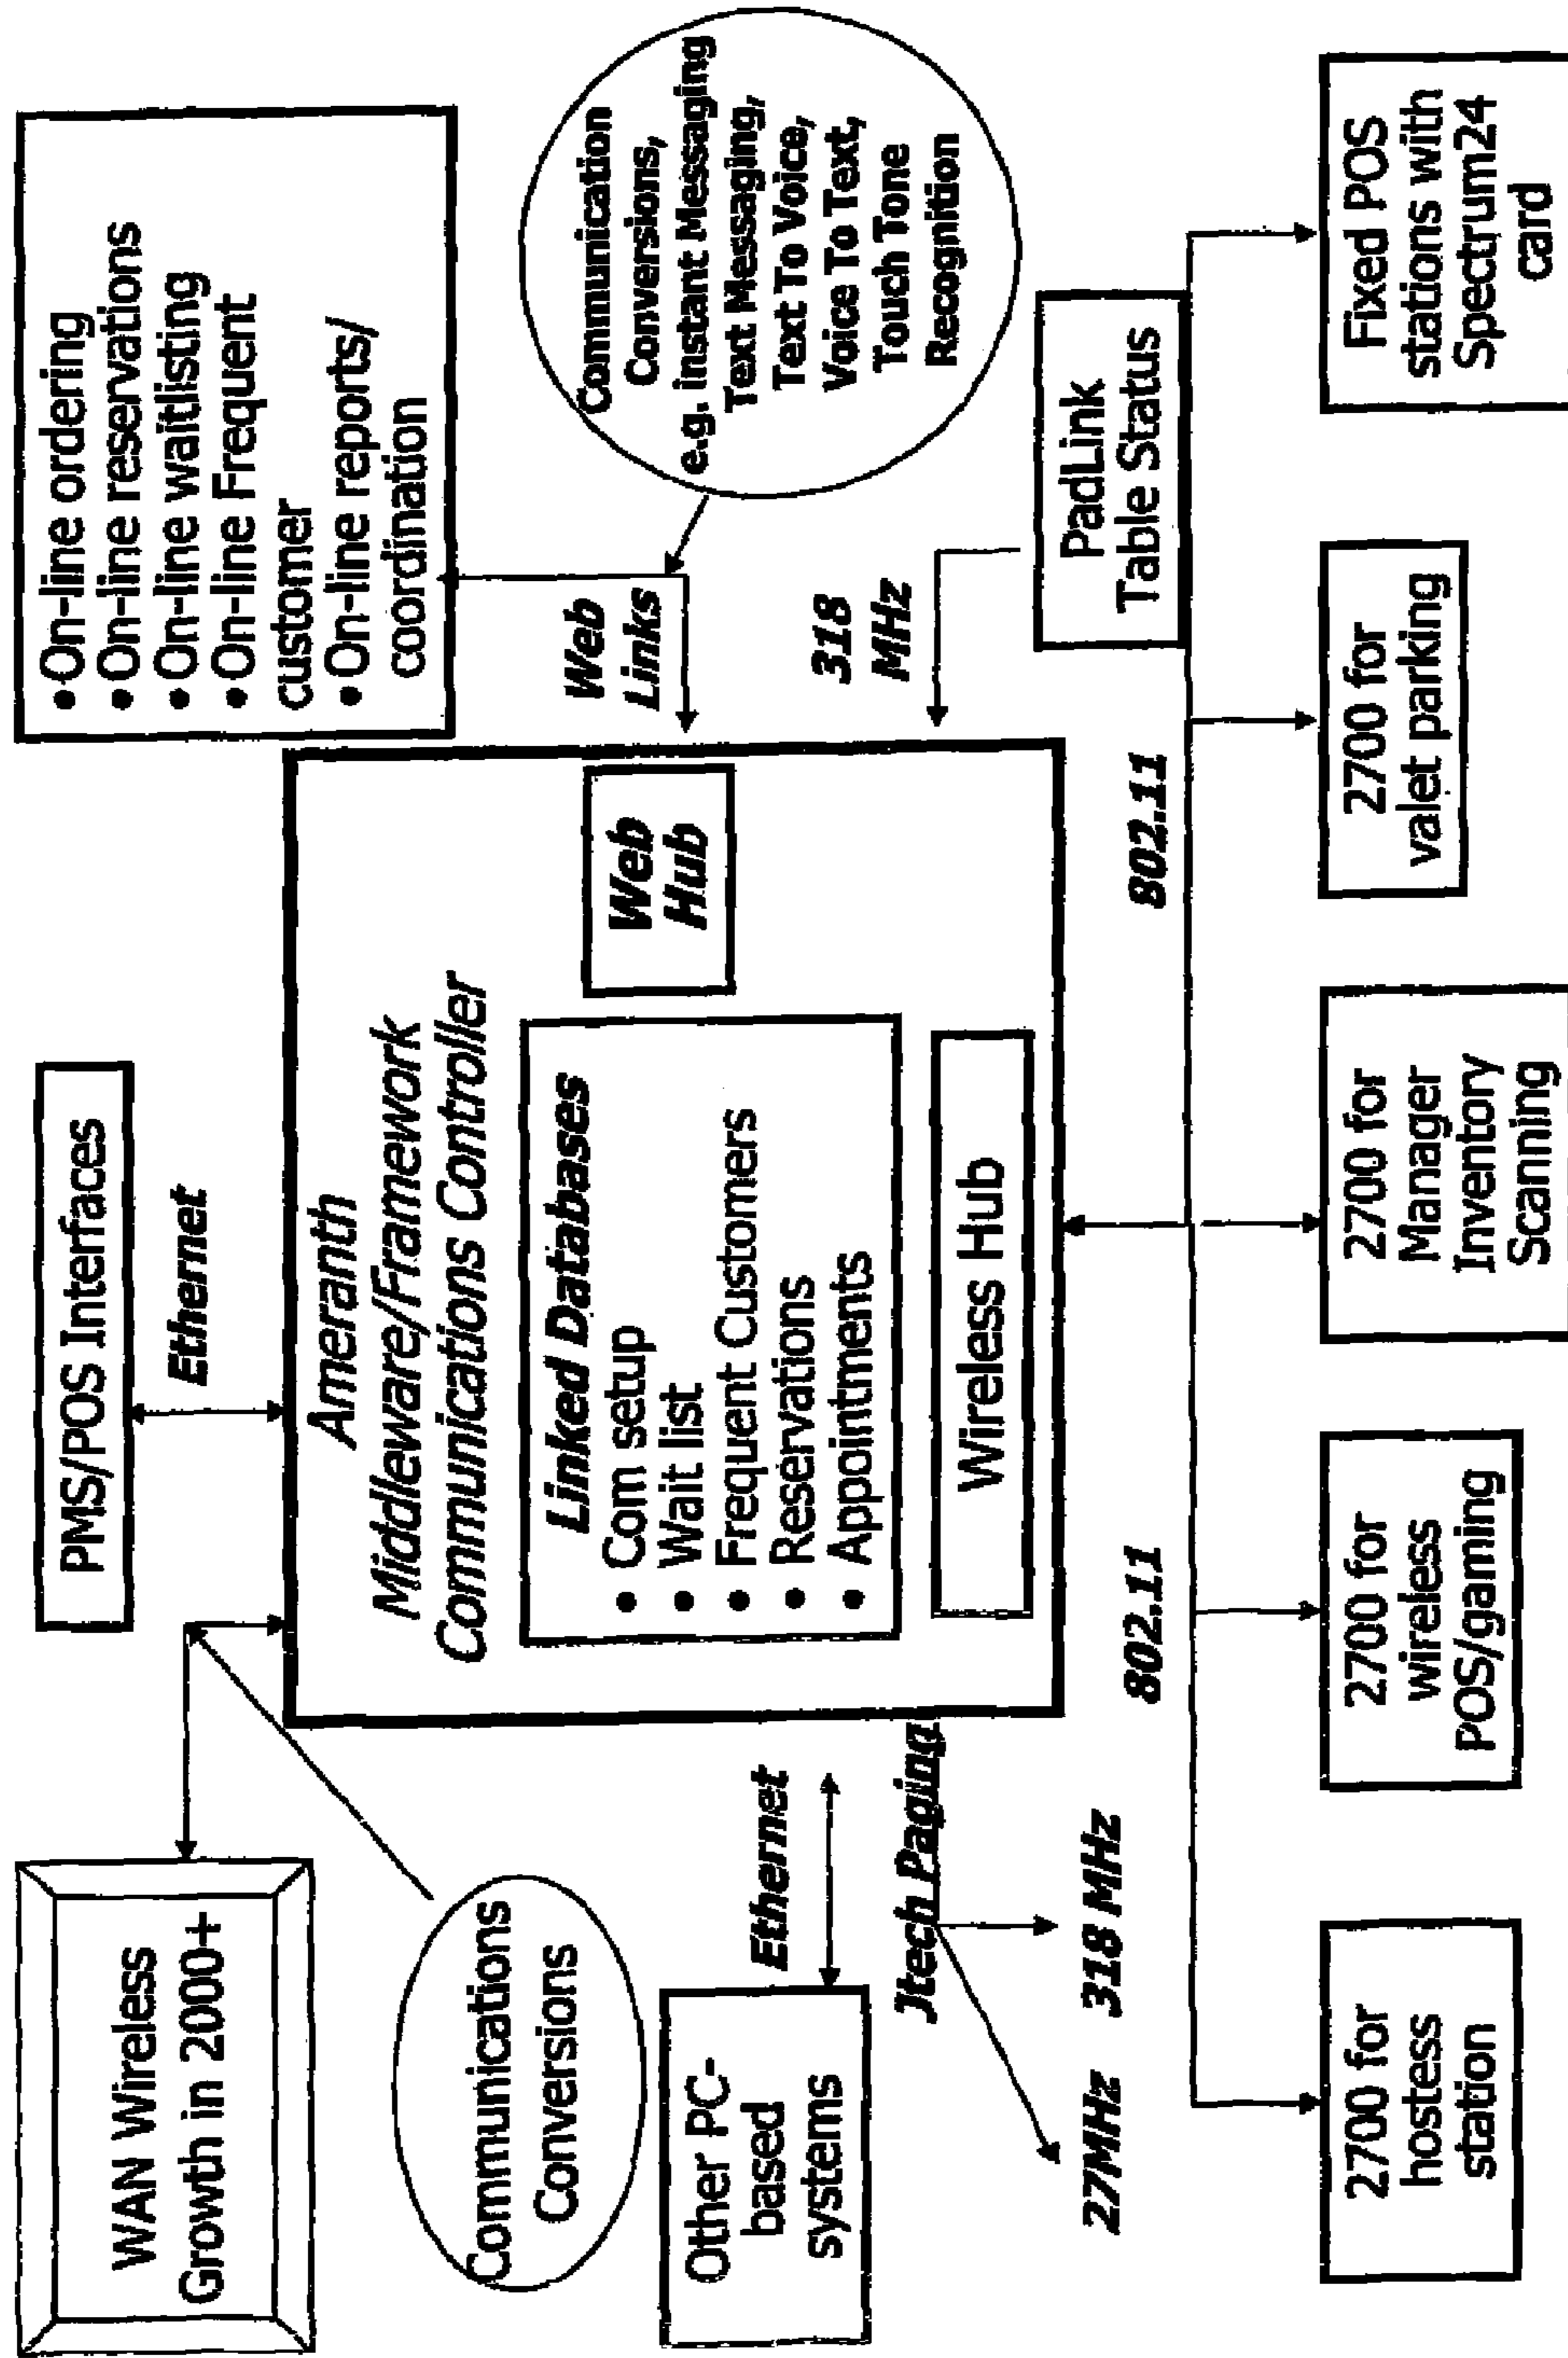 WAN Wireless
Growth in 2000+
PMS/POS Interfaces
Ethernet
•On-line ordering
•On-line reservations
•On-line waitlisting
•On-line Frequent
customer
•On-line reports/
coordination
Communications
Conversions
Ameranth
Middleware/Framework
Communications Controller
Linked Databases
• Com setup
• Wait list
• Frequent Customers
• Reservations
• Appointments
Web
Hub
Wireless Hub
Web
Links
Communication
Conversions,
e.g. instant Messaging
Text Messaging,
Text To Voice,
Voice To Text,
Touch Tone
Recognition
Other PC-
based
systems
Ethernet
Jtech Paging
27MHz
318 MHz
318
MHz
PadLink
Table Status
802.11
802.11
2700 for
hostess
station
2700 for
wireless
POS/gaming
2700 for
Manager
Inventory
Scanning
2700 for
valet parking
Fixed POS
stations with
Spectrum24
card